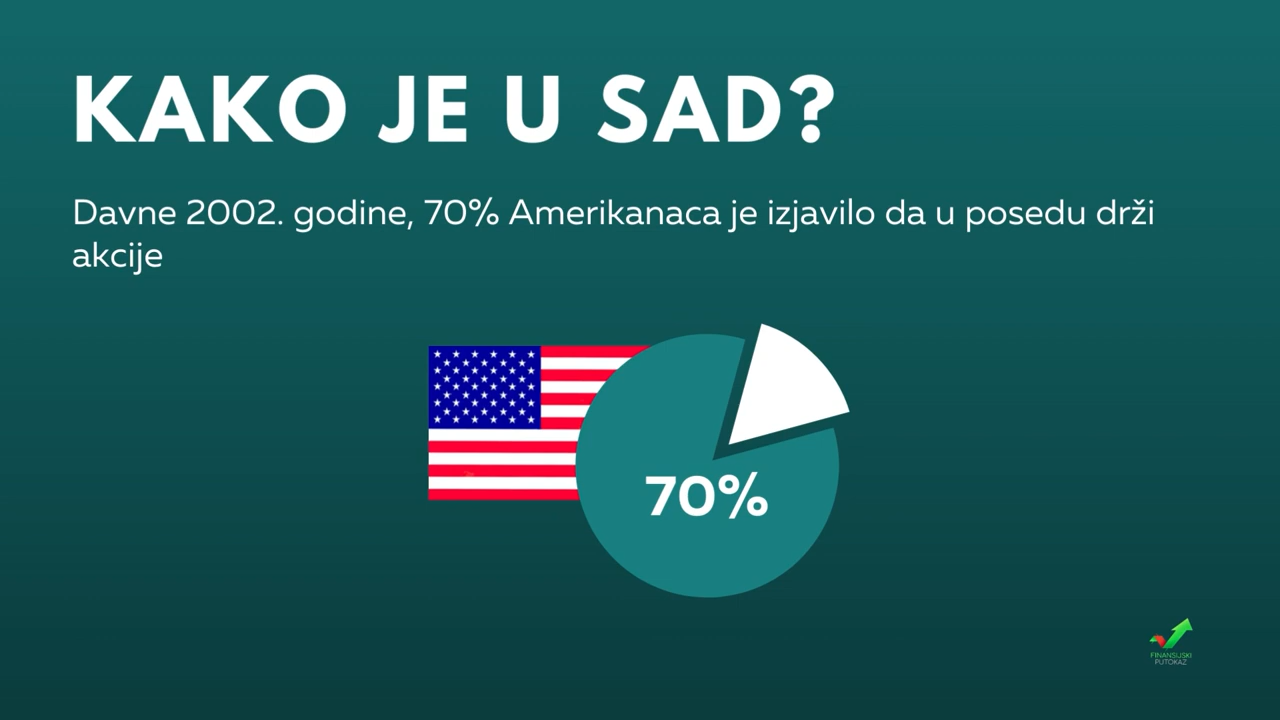 KAKO JE U SAD?
Davne 2002. godine, 70% Amerikanaca je izjavilo da u posedu drži
akcije
70%
FINANSIJSKI
PUTOKAZ